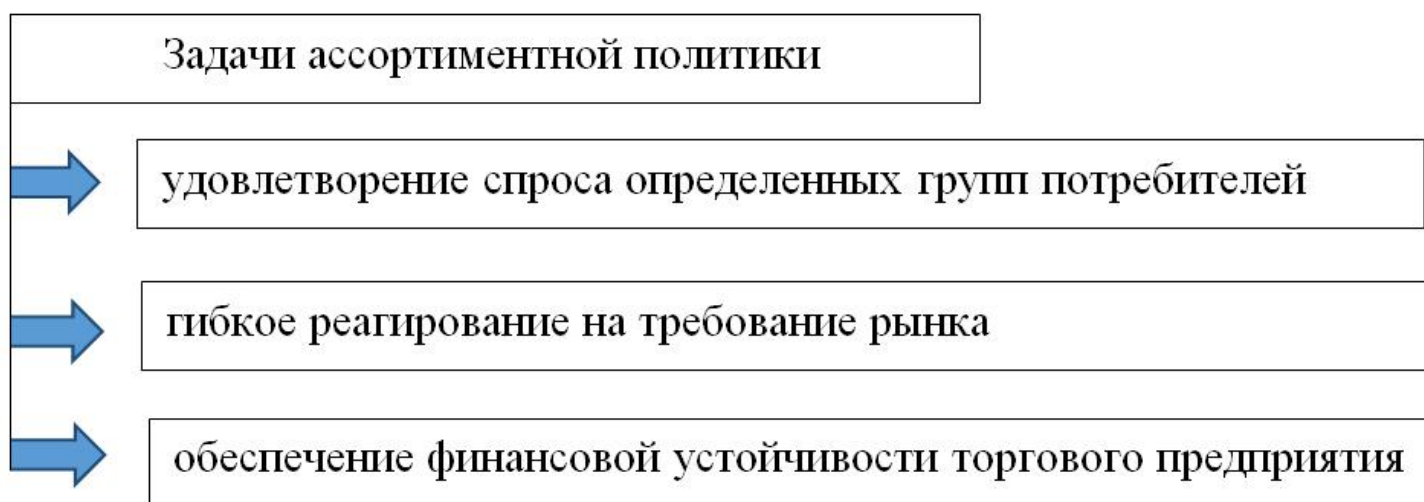 Задачи ассортиментной политики
удовлетворение спроса определенных групп потребителей
гибкое реагирование на требование рынка
обеспечение финансовой устойчивости торгового предприятия